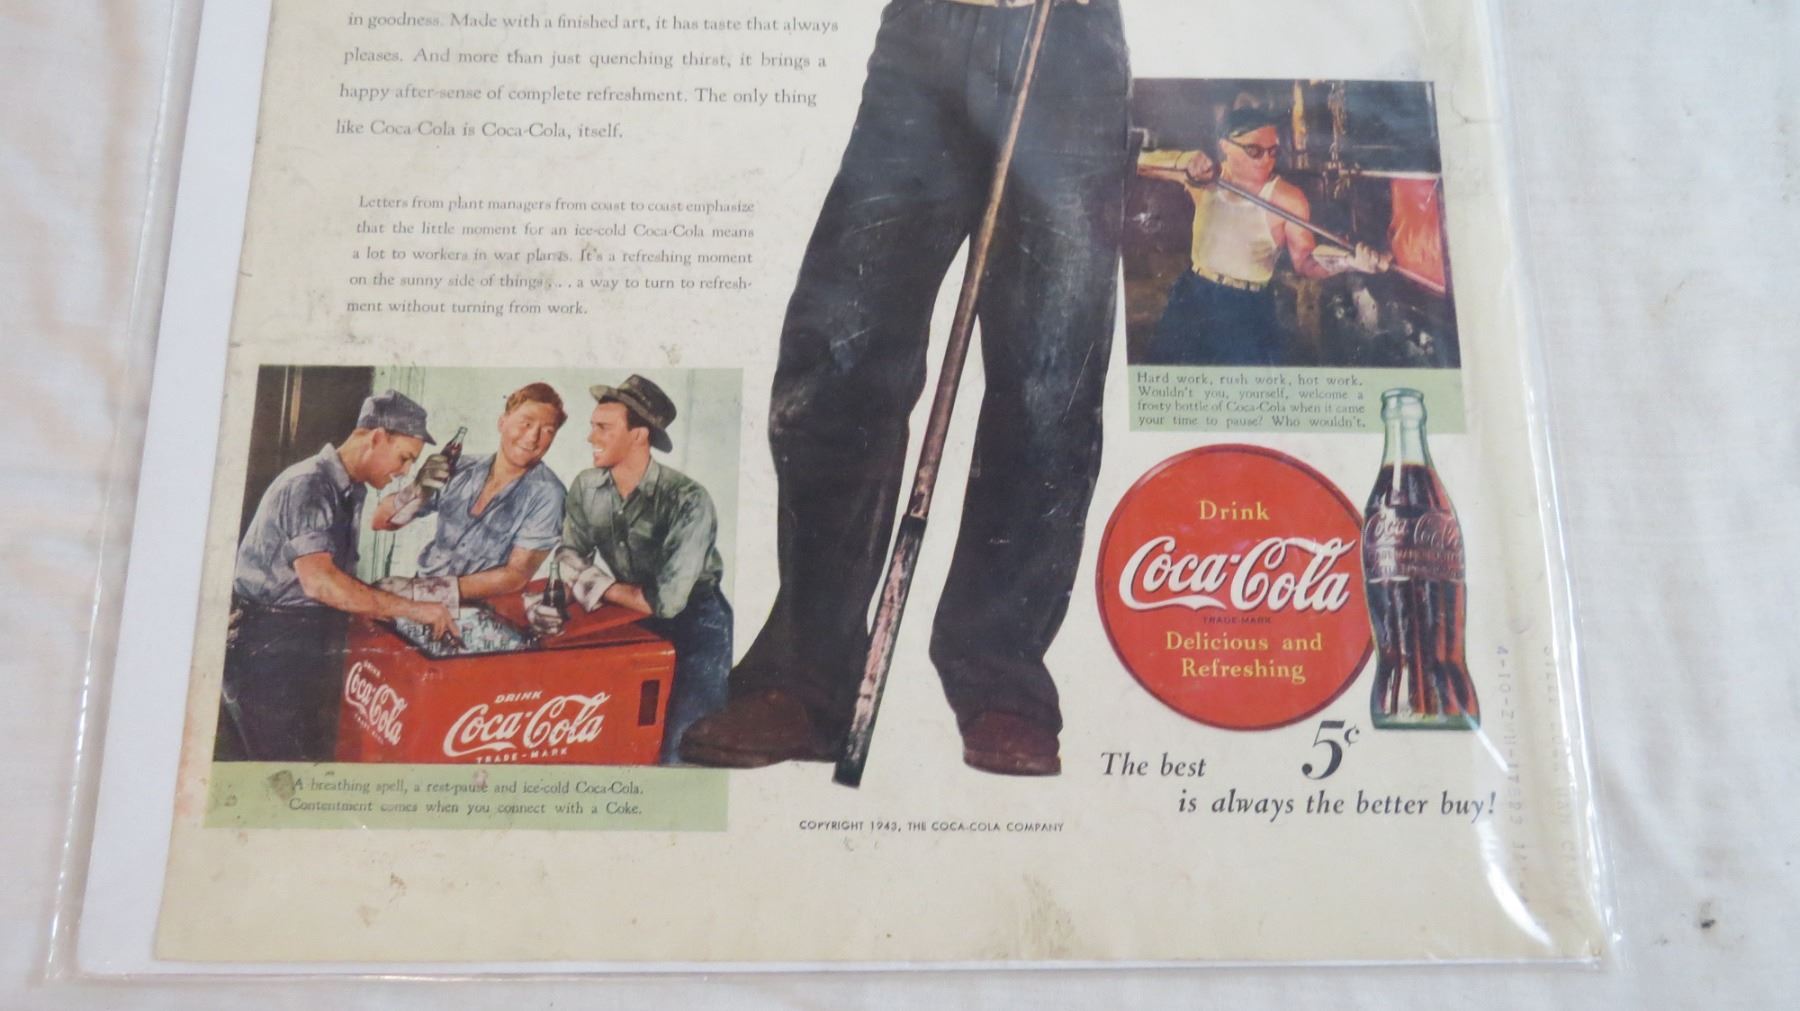 in goodness. Made with a finished art, it has taste that always
pleases. And more than just quenching thirst, it brings a
happy after-sense of complete refreshment. The only thing
like Coca-Cola is Coca-Cola, itself.
Letters from plant managers from coast to coast emphasize
that the little moment for an ice-cold Coca-Cola means
a lot to workers in war plants. It's a refreshing moment
on the sunny side of things . . . a way to turn to refresh-
ment without turning from work.
Hard work, rush work, hot work.
Wouldn't you, yourself, welcome a
frosty bottle of Coca-Cola when it came
your time to pause? Who wouldn't.
DRINK
Coca-Cola
DRINK
Coca-Cola
TRADE-MARK
A breathing spell, a rest-pause and ice-cold Coca-Cola.
Contentment comes when you connect with a Coke.
Drink
Coca-Cola
TRADE-MARK
Delicious and
Refreshing
Coca-Cola
5¢
The best
is always the better buy!
COPYRIGHT 1943, THE COCA-COLA COMPANY